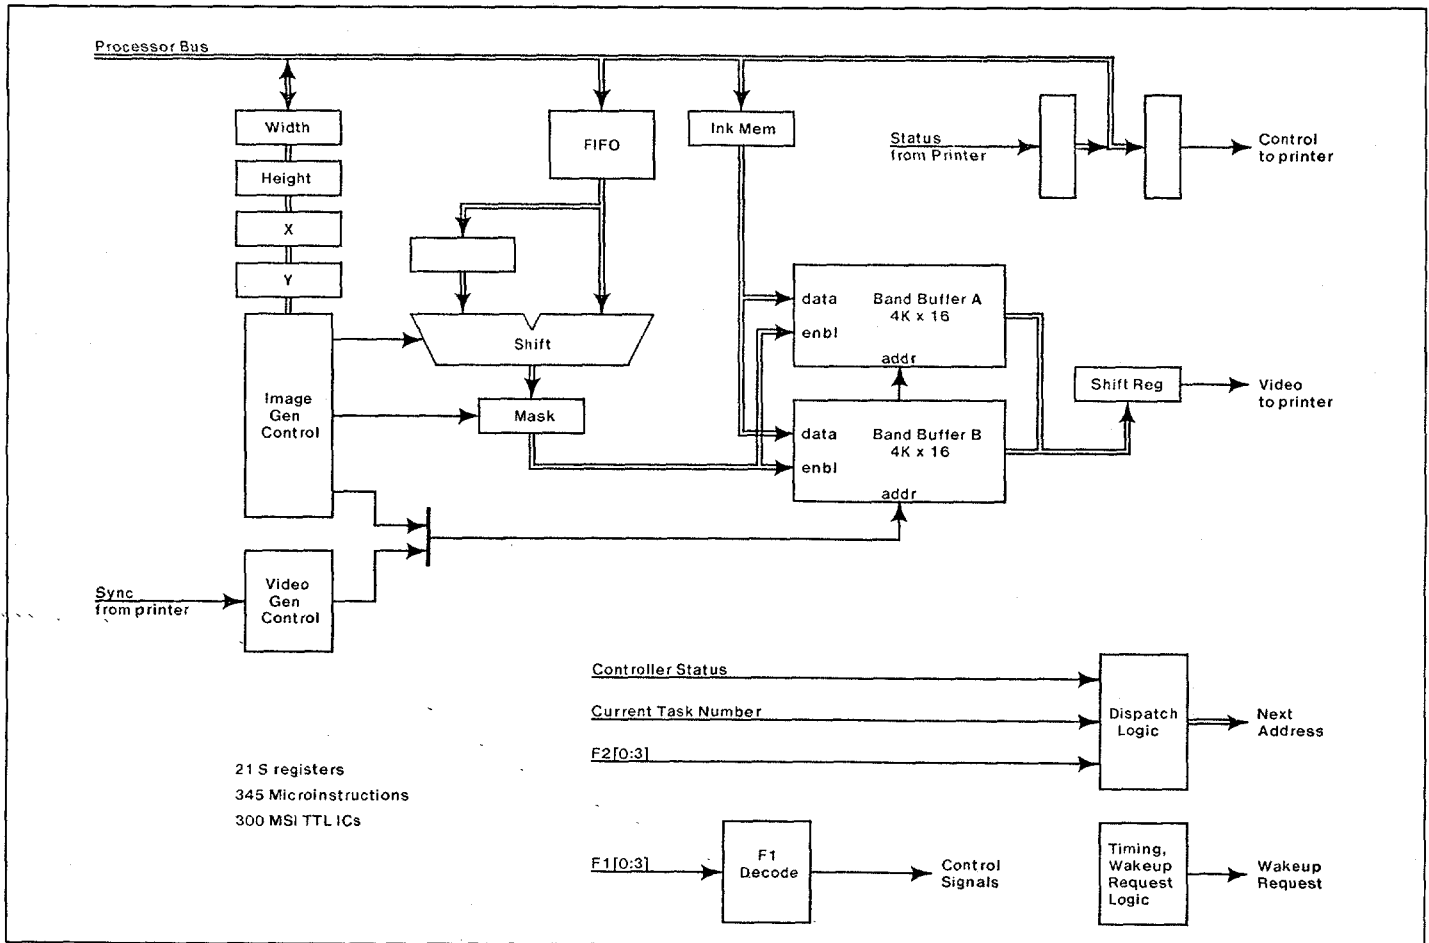 Processor Bus
Width
Height
X
Y
FIFO
Ink Mem
Status
from Printer
Control
to printer
Shift
Mask
Image
Gen
Control
data
Band Buffer A
4K x 16
enbl
addr
data
Band Buffer B
4K x 16
enbl
addr
Shift Reg
Video
to printer
Sync
from printer
Video
Gen
Control
Controller Status
Current Task Number
F2[0:3]
Dispatch
Logic
Next
Address
21 S registers
345 Microinstructions
300 MSI TTL ICs
F1[0:3]
F1
Decode
Control
Signals
Timing,
Wakeup
Request
Logic
Wakeup
Request